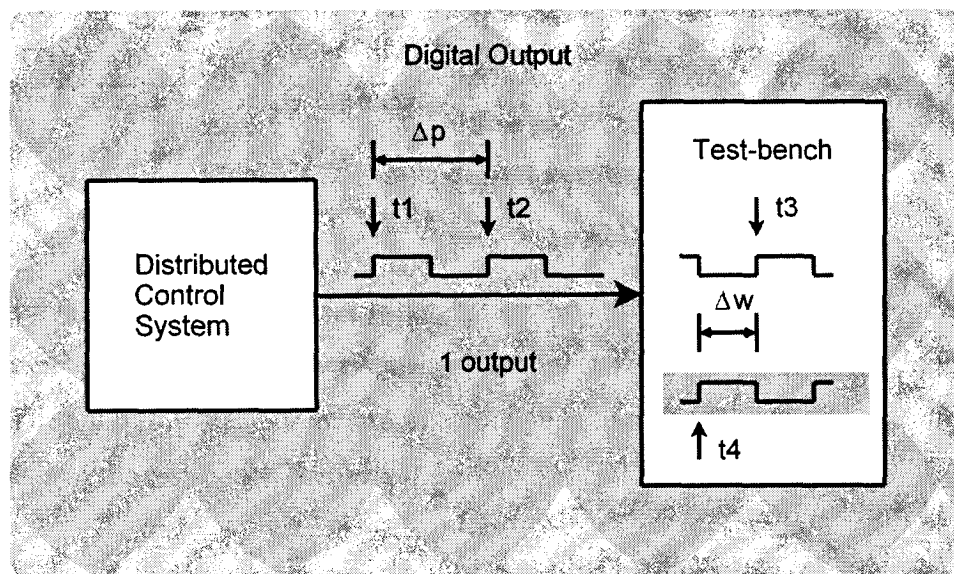 Digital Output
Δp
Test-bench
t1
t2
t3
Distributed
Control
System
Δw
1 output
t4